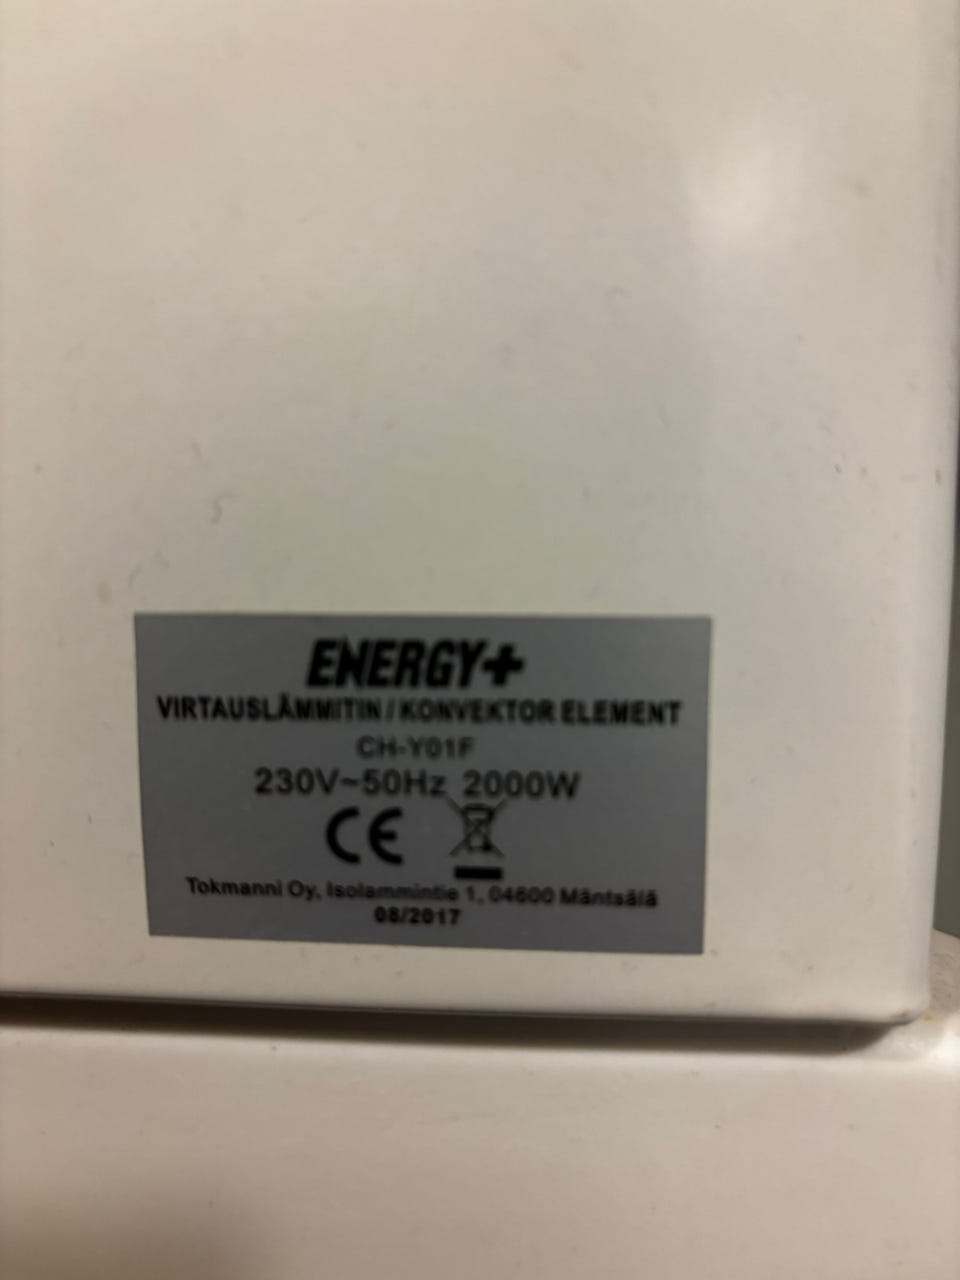 ENERGY+
VIRTAUSLÄMMITIN / KONVEKTOR ELEMENT
CH-Y01F
230V~50Hz 2000W
CE
Tokmanni Oy, Isolammintie 1, 04600 Mäntsälä
08/2017